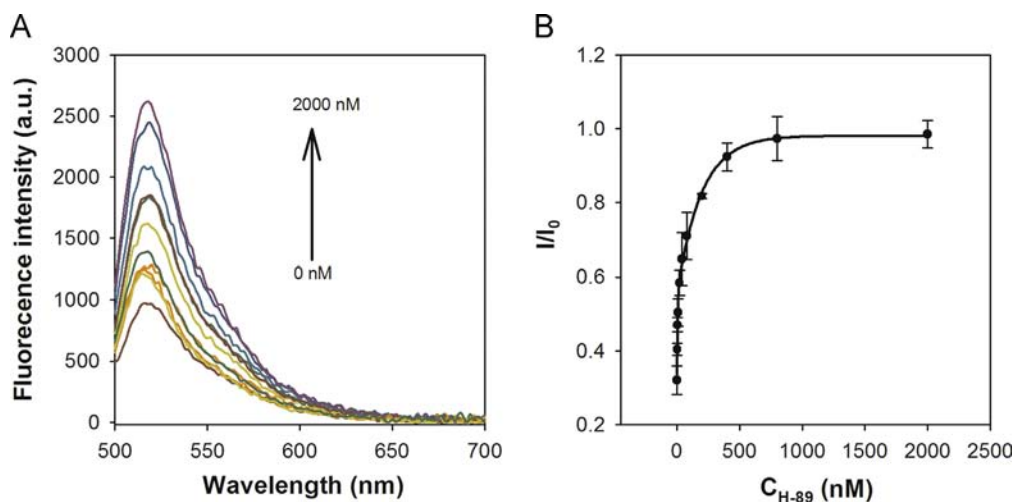 A
3000
2500
2000
1500
1000
500
0
Fluorecence intensity (a.u.)
2000 nM
0 nM
500 550 600 650 700
Wavelength (nm)
B
1.2
1.0
0.8
0.6
0.4
0.2
I/I0
0 500 1000 1500 2000 2500
CH-89 (nM)